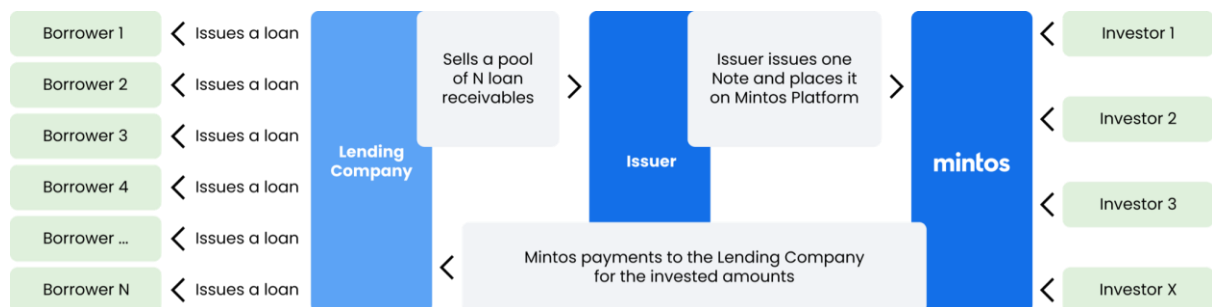 Borrower 1
Issues a loan
Borrower 2
Issues a loan
Borrower 3
Issues a loan
Borrower 4
Issues a loan
Borrower ...
Issues a loan
Borrower N
Issues a loan
Lending
Company
Sells a pool
of N loan
receivables
Issuer
Issuer issues one
Note and places it
on Mintos Platform
mintos
Mintos payments to the Lending Company
for the invested amounts
Investor 1
Investor 2
Investor 3
Investor X